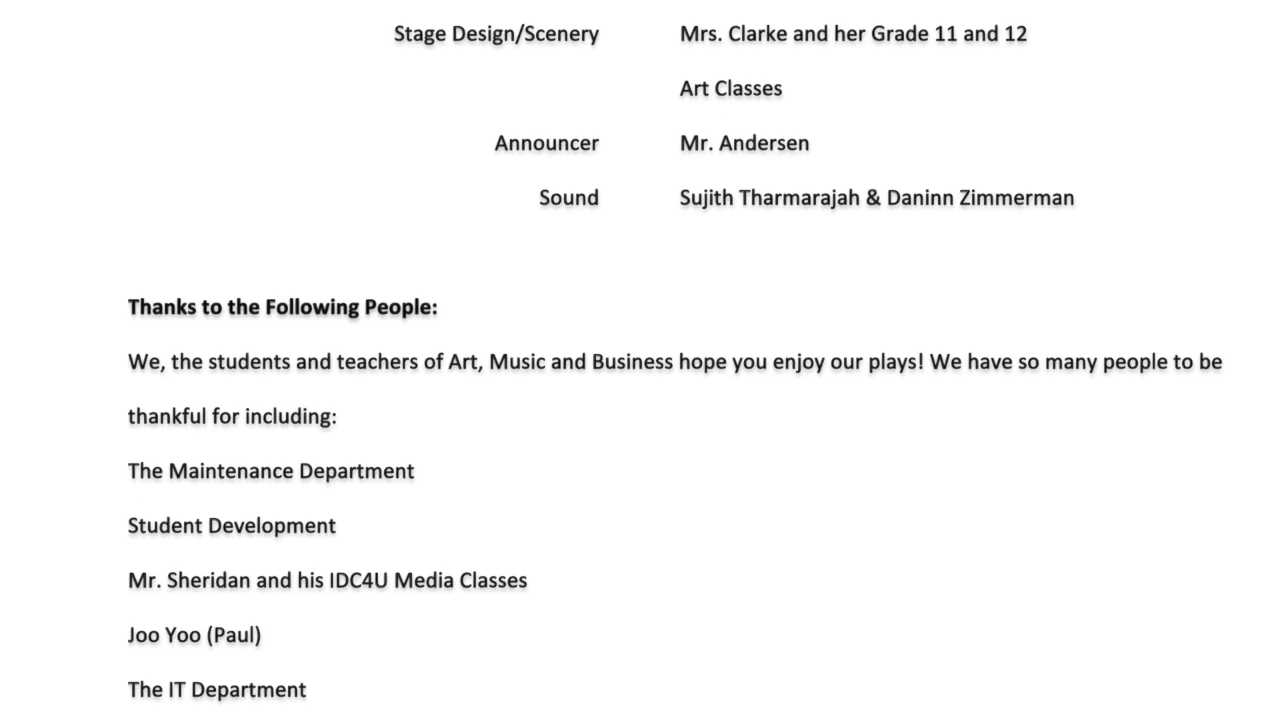 Stage Design/Scenery Mrs. Clarke and her Grade 11 and 12
Art Classes
Announcer Mr. Andersen
Sound Sujith Tharmarajah & Daninn Zimmerman
Thanks to the Following People:
We, the students and teachers of Art, Music and Business hope you enjoy our plays! We have so many people to be
thankful for including:
The Maintenance Department
Student Development
Mr. Sheridan and his IDC4U Media Classes
Joo Yoo (Paul)
The IT Department